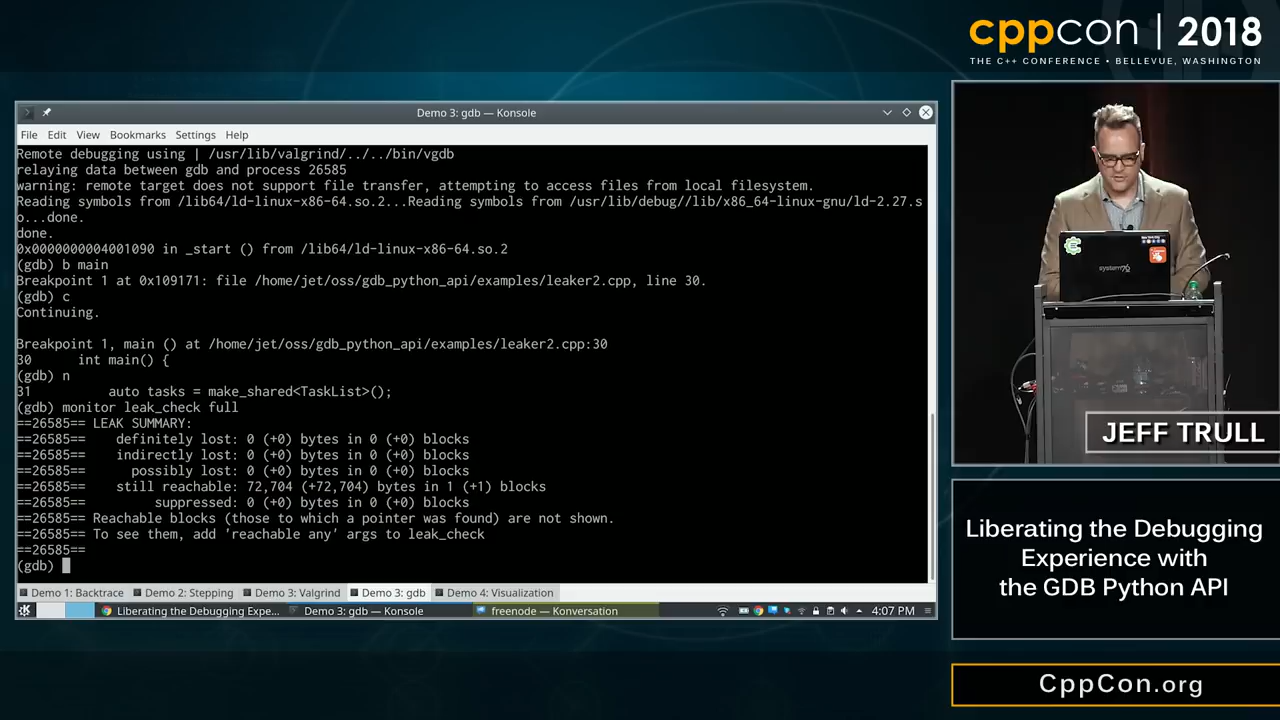 cppcon | 2018
THE C++ CONFERENCE • BELLEVUE, WASHINGTON
Demo 3: gdb — Konsole
File Edit View Bookmarks Settings Help
Remote debugging using | /usr/lib/valgrind/../../bin/vgdb
relaying data between gdb and process 26585
warning: remote target does not support file transfer, attempting to access files from local filesystem.
Reading symbols from /lib64/ld-linux-x86-64.so.2...Reading symbols from /usr/lib/debug//lib/x86_64-linux-gnu/ld-2.27.s
o...done.
done.
0x0000000004001090 in _start () from /lib64/ld-linux-x86-64.so.2
(gdb) b main
Breakpoint 1 at 0x109171: file /home/jet/oss/gdb_python_api/examples/leaker2.cpp, line 30.
(gdb) c
Continuing.
Breakpoint 1, main () at /home/jet/oss/gdb_python_api/examples/leaker2.cpp:30
30 int main() {
(gdb) n
31 auto tasks = make_shared<TaskList>();
(gdb) monitor leak_check full
==26585== LEAK SUMMARY:
==26585== definitely lost: 0 (+0) bytes in 0 (+0) blocks
==26585== indirectly lost: 0 (+0) bytes in 0 (+0) blocks
==26585== possibly lost: 0 (+0) bytes in 0 (+0) blocks
==26585== still reachable: 72,704 (+72,704) bytes in 1 (+1) blocks
==26585== suppressed: 0 (+0) bytes in 0 (+0) blocks
==26585== Reachable blocks (those to which a pointer was found) are not shown.
==26585== To see them, add 'reachable any' args to leak_check
==26585==
(gdb)
Demo 1: Backtrace Demo 2: Stepping Demo 3: Valgrind Demo 3: gdb Demo 4: Visualization
Liberating the Debugging Expe... Demo 3: gdb — Konsole freenode — Konversation 4:07 PM
system76
JEFF TRULL
Liberating the Debugging
Experience with
the GDB Python API
CppCon.org